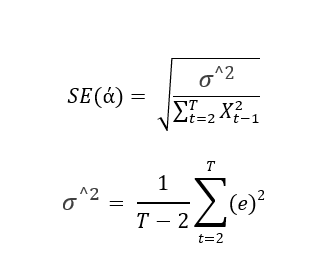 SE(ά) = √(σ^2 / ∑_{t=2}^{T} X_{t−1}^{2})
σ^2 = 1/(T − 2) ∑_{t=2}^{T} (e)^2